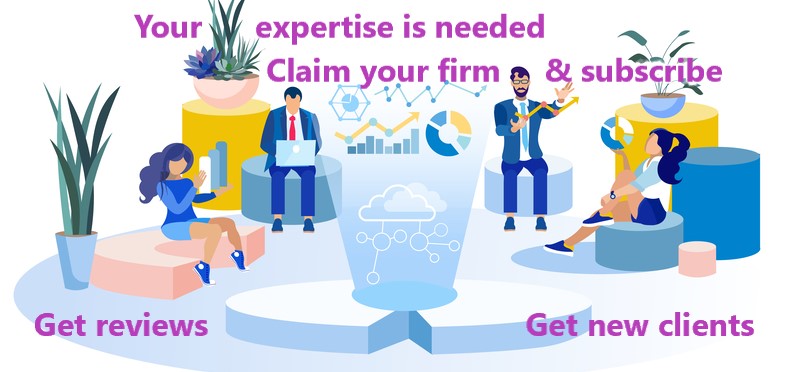 Your expertise is needed
Claim your firm & subscribe
Get reviews
Get new clients